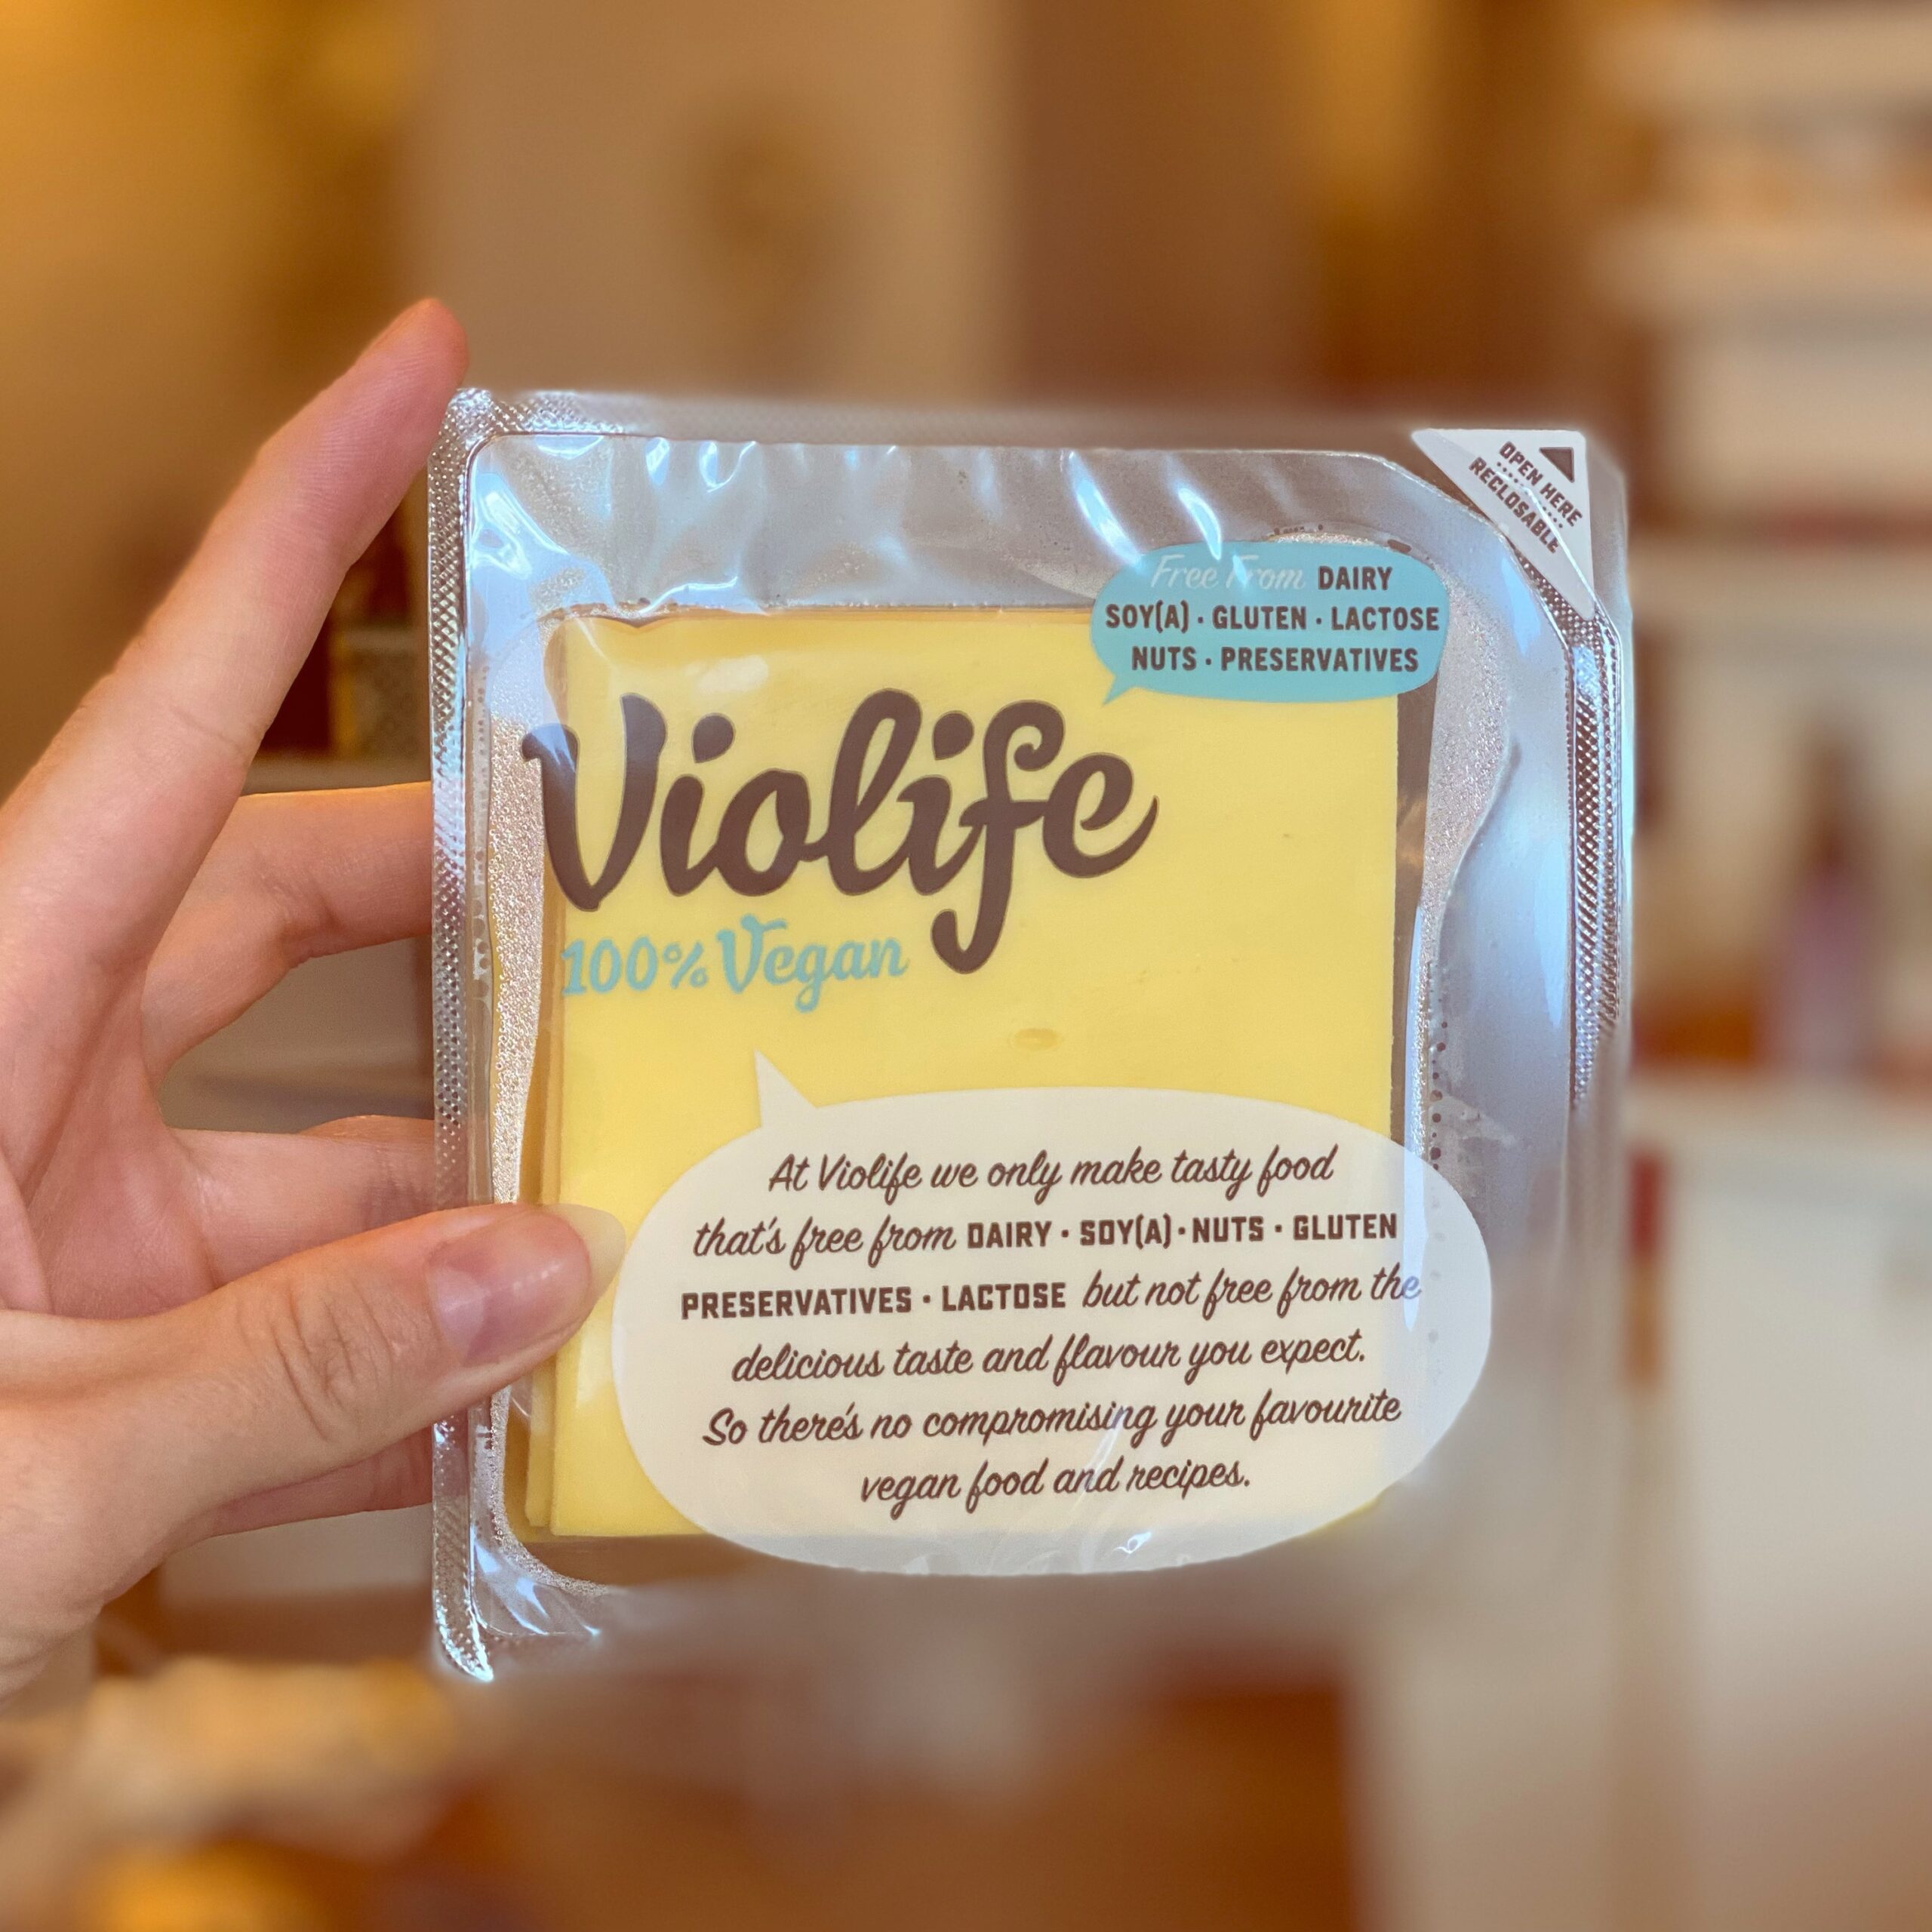 OPEN HERE
RECLOSABLE
Free From DAIRY
SOY(A) · GLUTEN · LACTOSE
NUTS · PRESERVATIVES
Violife
100% Vegan
At Violife we only make tasty food
that's free from DAIRY · SOY(A) · NUTS · GLUTEN
PRESERVATIVES · LACTOSE but not free from the
delicious taste and flavour you expect.
So there's no compromising your favourite
vegan food and recipes.